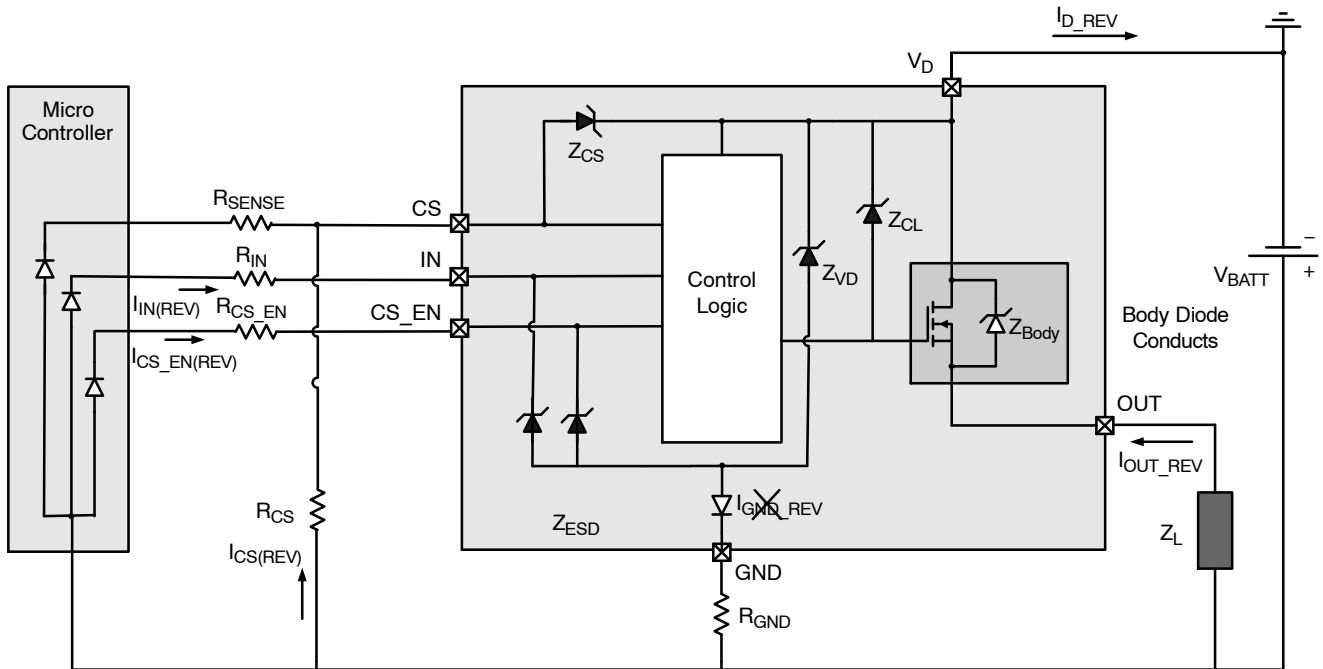 I_D_REV
V_D
Micro
Controller
Z_CS
R_SENSE
CS
Z_CL
R_IN
IN
Z_VD
Control
Logic
V_BATT
−
+
I_IN(REV)
R_CS_EN
CS_EN
Z_Body
Body Diode
Conducts
I_CS_EN(REV)
OUT
I_OUT_REV
R_CS
I_GND_REV
Z_ESD
Z_L
I_CS(REV)
GND
R_GND